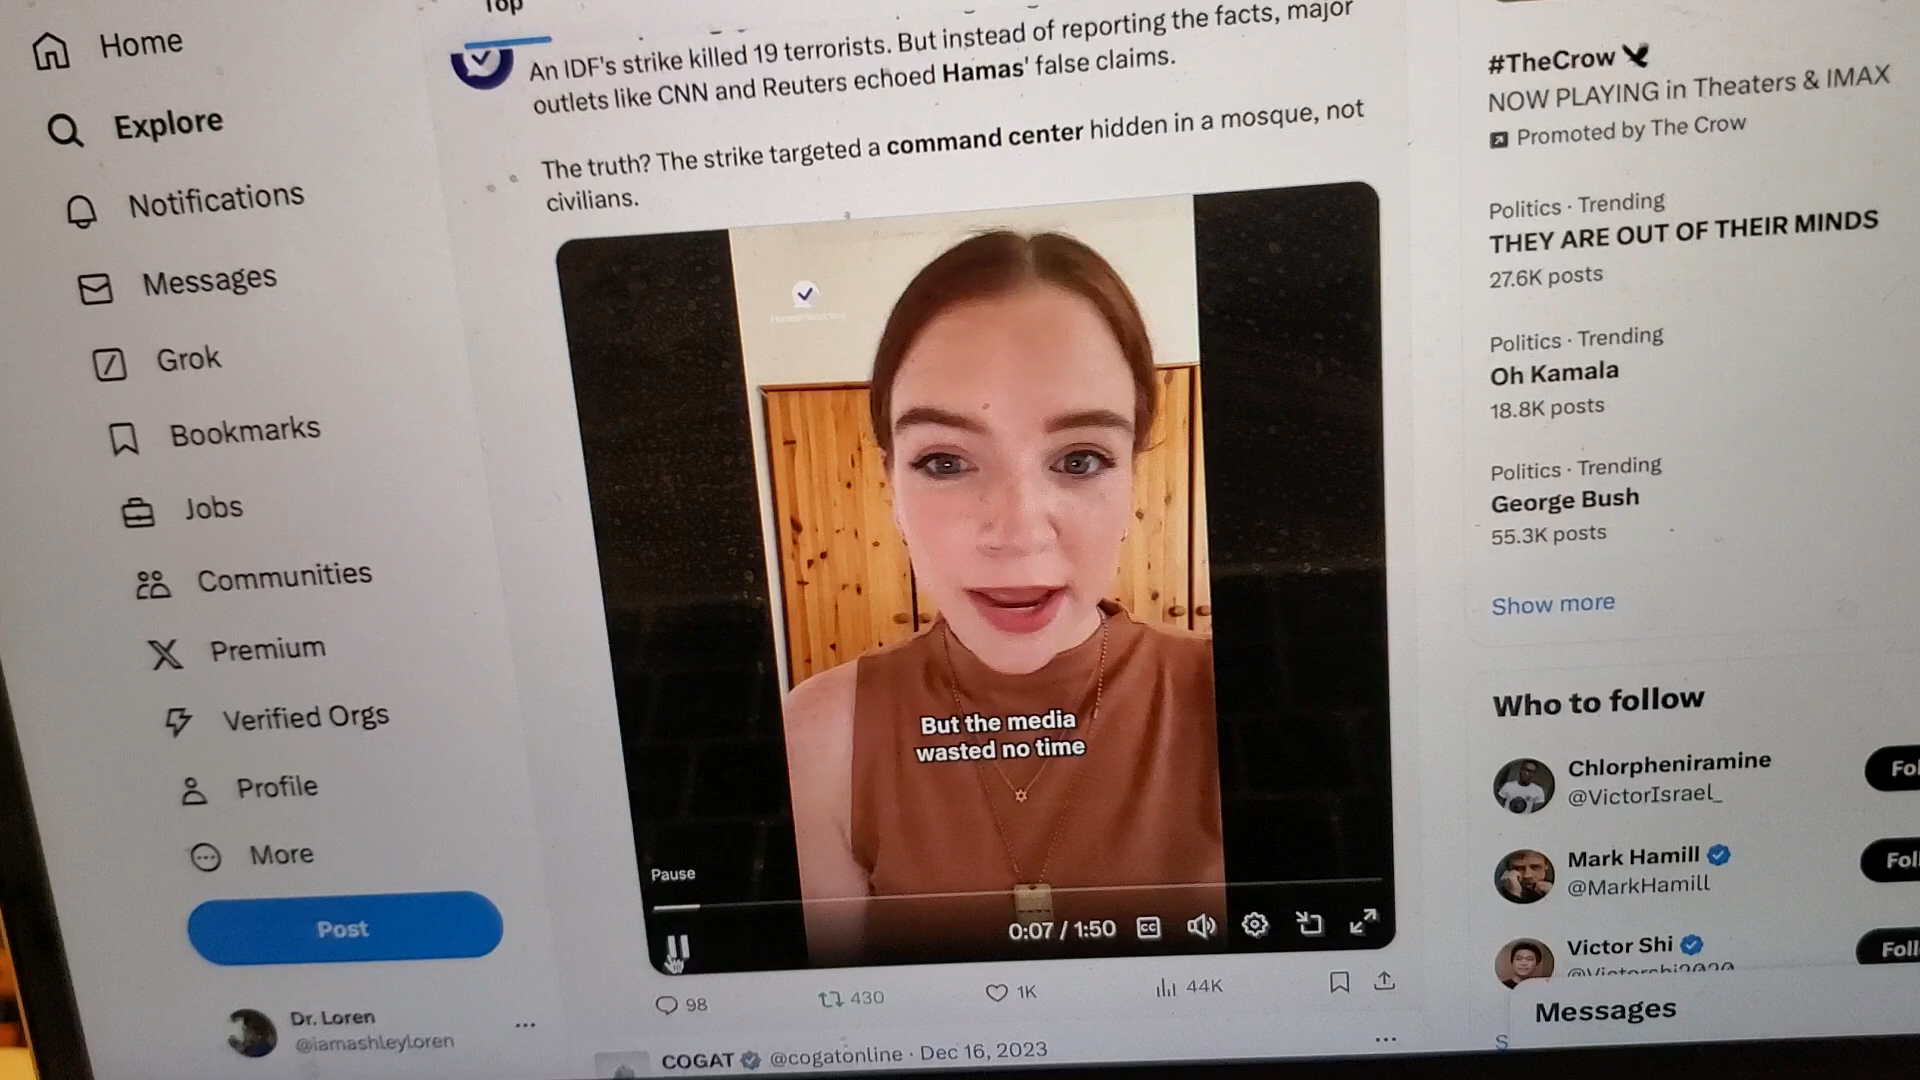 Home
Explore
Notifications
Messages
Grok
Bookmarks
Jobs
Communities
Premium
Verified Orgs
Profile
More
Post
Dr. Loren
@iamashleyloren
Top
An IDF's strike killed 19 terrorists. But instead of reporting the facts, major
outlets like CNN and Reuters echoed Hamas' false claims.
The truth? The strike targeted a command center hidden in a mosque, not
civilians.
HonestReporting
But the media
wasted no time
Pause
0:07 / 1:50
CC
98
430
1K
44K
COGAT @cogatonline · Dec 16, 2023
#TheCrow
NOW PLAYING in Theaters & IMAX
Promoted by The Crow
Politics · Trending
THEY ARE OUT OF THEIR MINDS
27.6K posts
Politics · Trending
Oh Kamala
18.8K posts
Politics · Trending
George Bush
55.3K posts
Show more
Who to follow
Chlorpheniramine
@VictorIsrael_
Fol
Mark Hamill
@MarkHamill
Foll
Victor Shi
@Victorshi2020
Foll
Messages
S